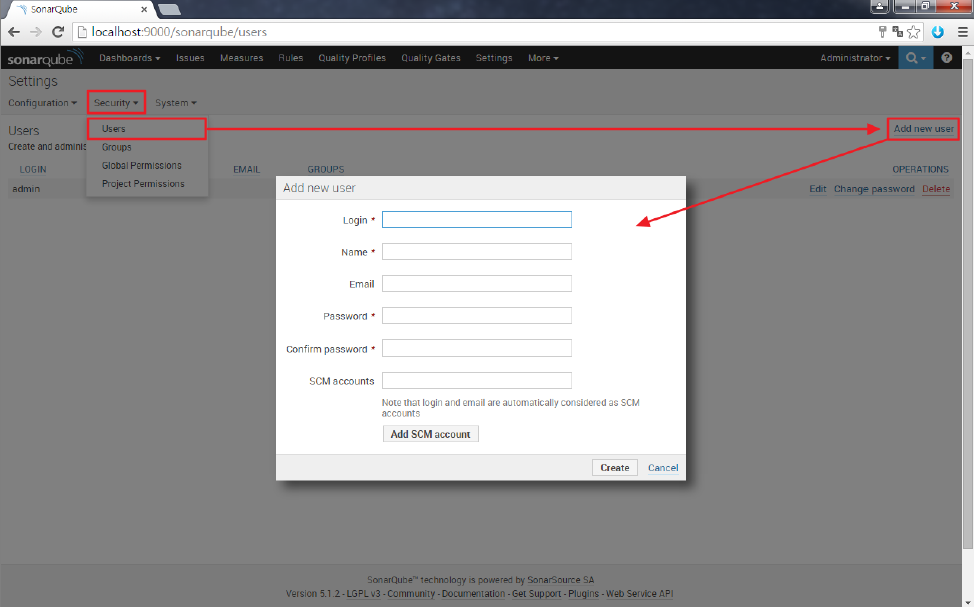 SonarQube
localhost:9000/sonarqube/users
sonarqube Dashboards Issues Measures Rules Quality Profiles Quality Gates Settings More Administrator
Settings
Configuration Security System
Users
Create and adminis
Users
Groups
Global Permissions
Project Permissions
Add new user
LOGIN EMAIL GROUPS OPERATIONS
admin Edit Change password Delete
Add new user
Login *
Name *
Email
Password *
Confirm password *
SCM accounts
Note that login and email are automatically considered as SCM
accounts
Add SCM account
Create Cancel
SonarQube™ technology is powered by SonarSource SA
Version 5.1.2 - LGPL v3 - Community - Documentation - Get Support - Plugins - Web Service API